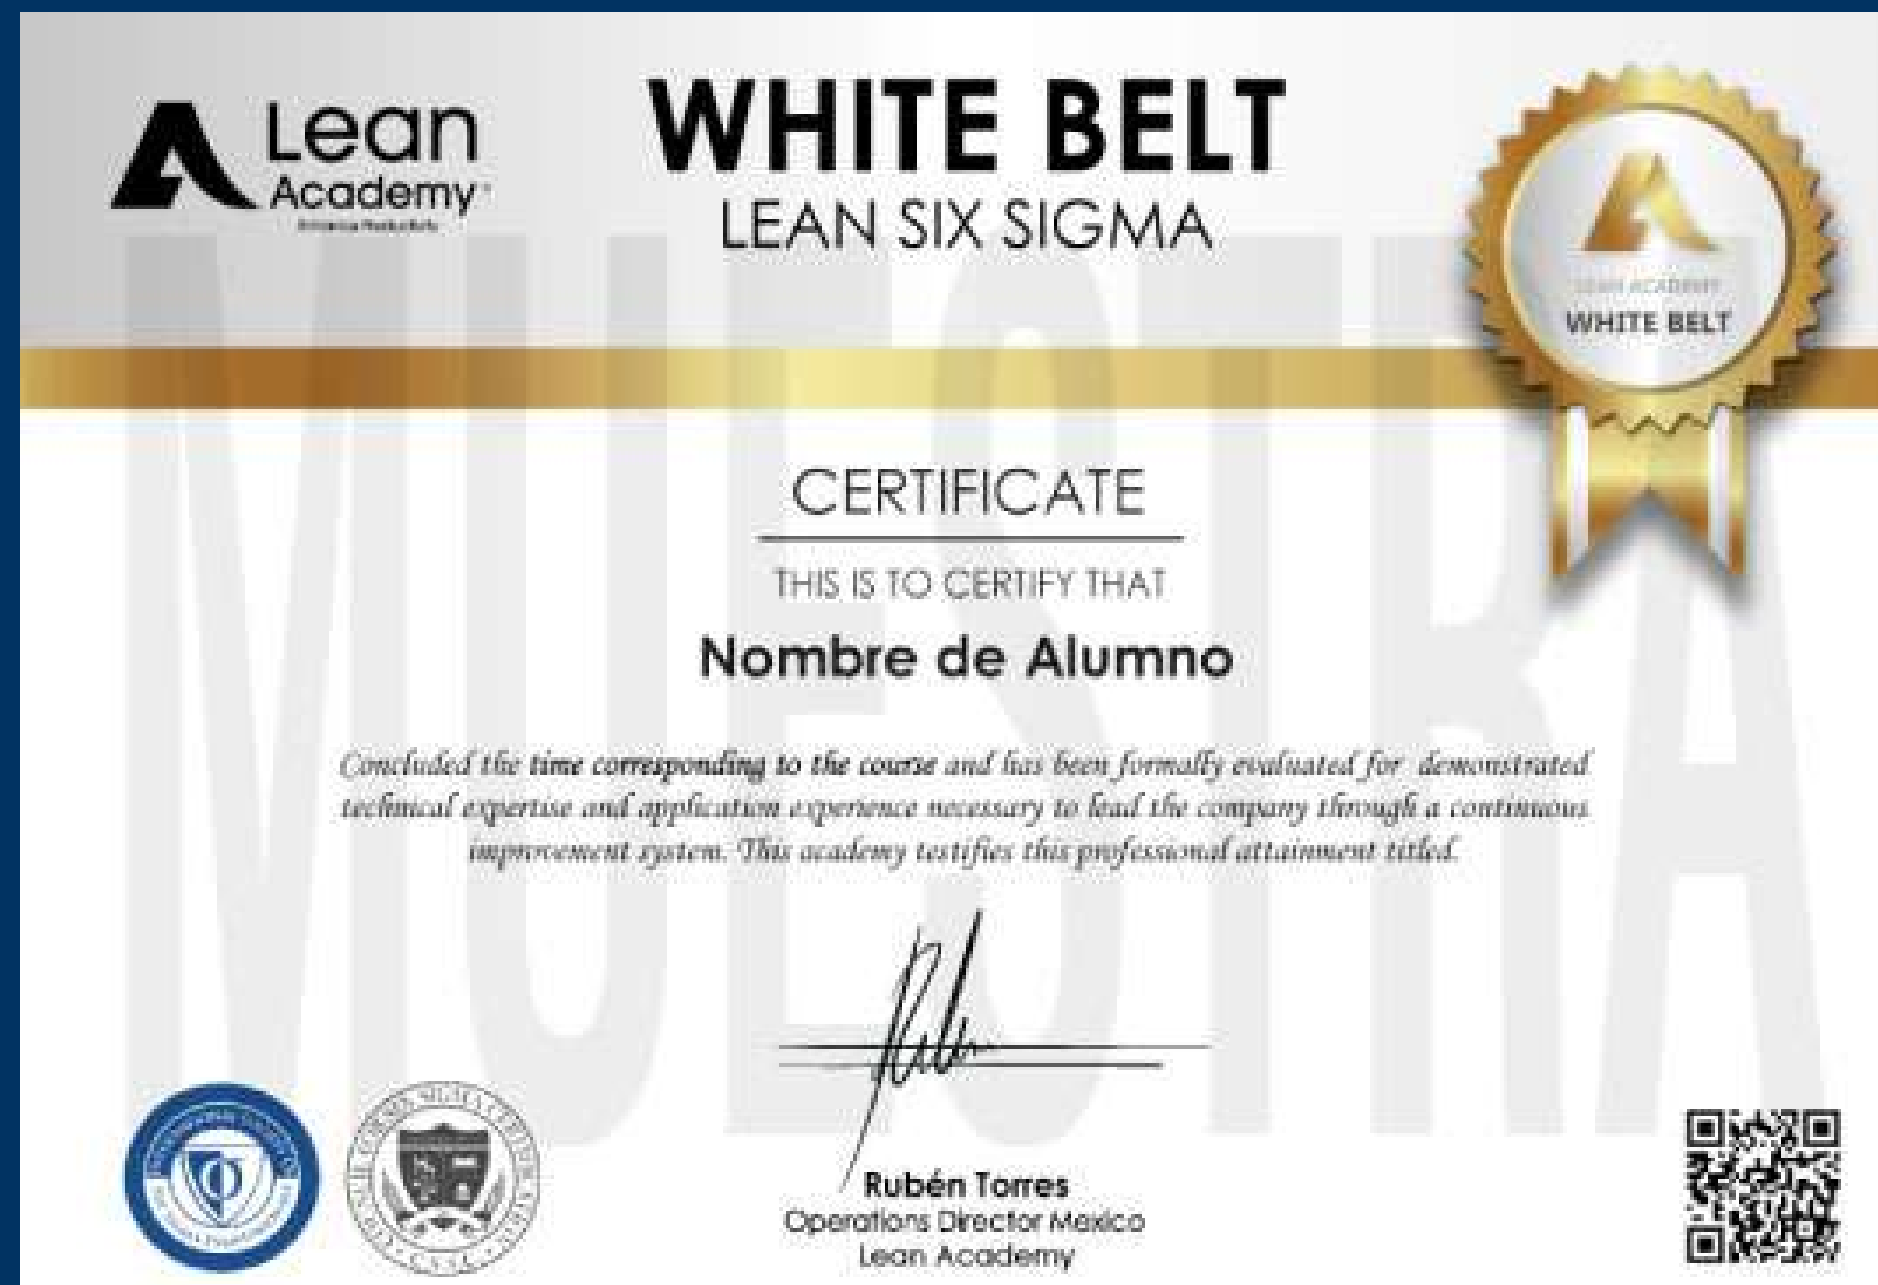 Lean
Academy
WHITE BELT
LEAN SIX SIGMA
LEAN ACADEMY
WHITE BELT
MUESTRA
CERTIFICATE
THIS IS TO CERTIFY THAT
Nombre de Alumno
Concluded the time corresponding to the course and has been formally evaluated for demonstrated
technical expertise and application experience necessary to lead the company through a continuous
improvement system. This academy testifies this professional attainment titled.
Rubén Torres
Operations Director Mexico
Lean Academy